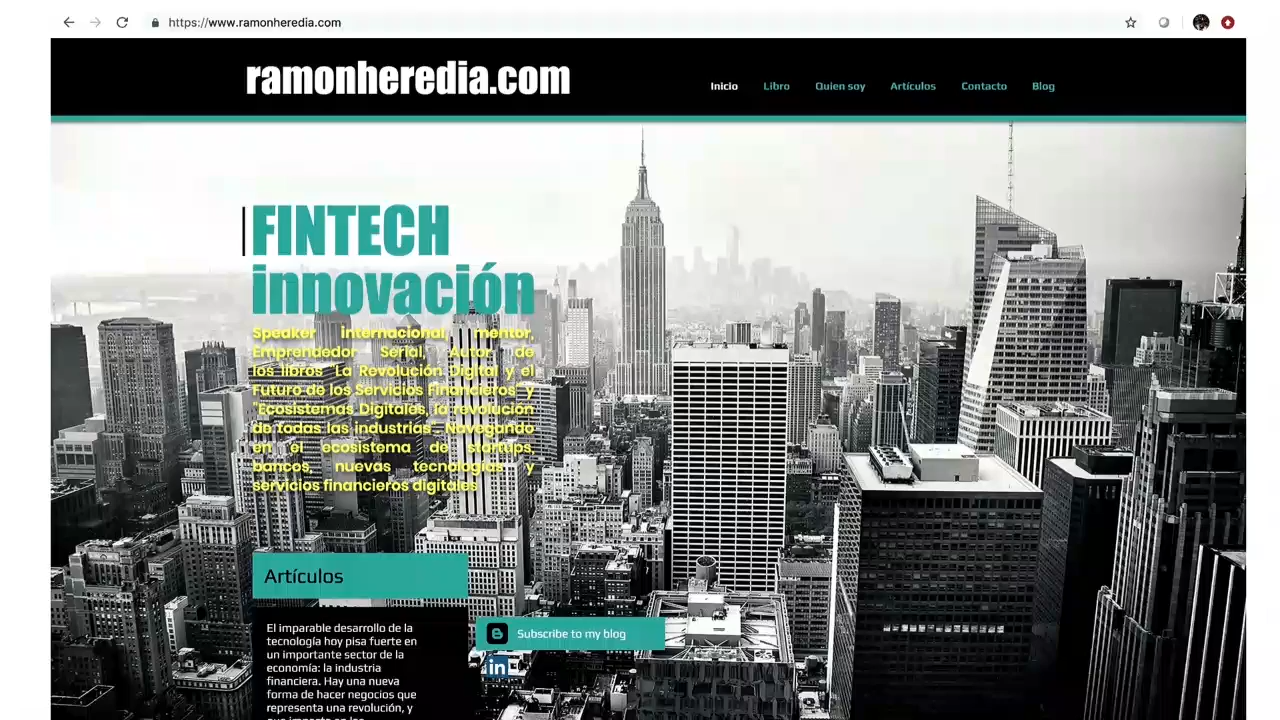 https://www.ramonheredia.com
ramonheredia.com
Inicio Libro Quien soy Artículos Contacto Blog
FINTECH
innovación
Speaker internacional, mentor,
Emprendedor Serial, Autor de
los libros "La Revolución Digital y el
Futuro de los Servicios Financieros" y
"Ecosistemas Digitales, la revolución
de todas las industrias". Navegando
en el ecosistema de startups,
bancos, nuevas tecnologías y
servicios financieros digitales
Artículos
El imparable desarrollo de la
tecnología hoy pisa fuerte en
un importante sector de la
economía: la industria
financiera. Hay una nueva
forma de hacer negocios que
representa una revolución, y
Subscribe to my blog
in